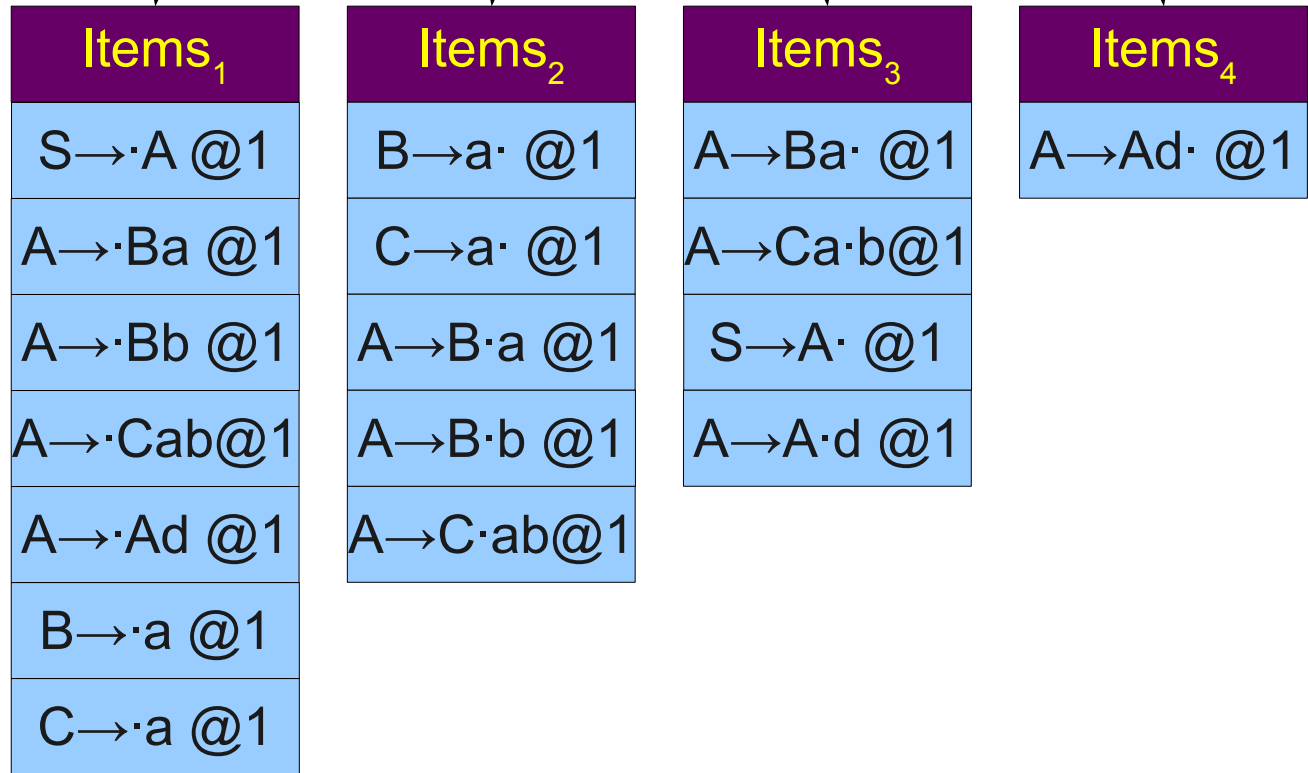 Items₁
S→·A @1
A→·Ba @1
A→·Bb @1
A→·Cab@1
A→·Ad @1
B→·a @1
C→·a @1
Items₂
B→a· @1
C→a· @1
A→B·a @1
A→B·b @1
A→C·ab@1
Items₃
A→Ba· @1
A→Ca·b@1
S→A· @1
A→A·d @1
Items₄
A→Ad· @1